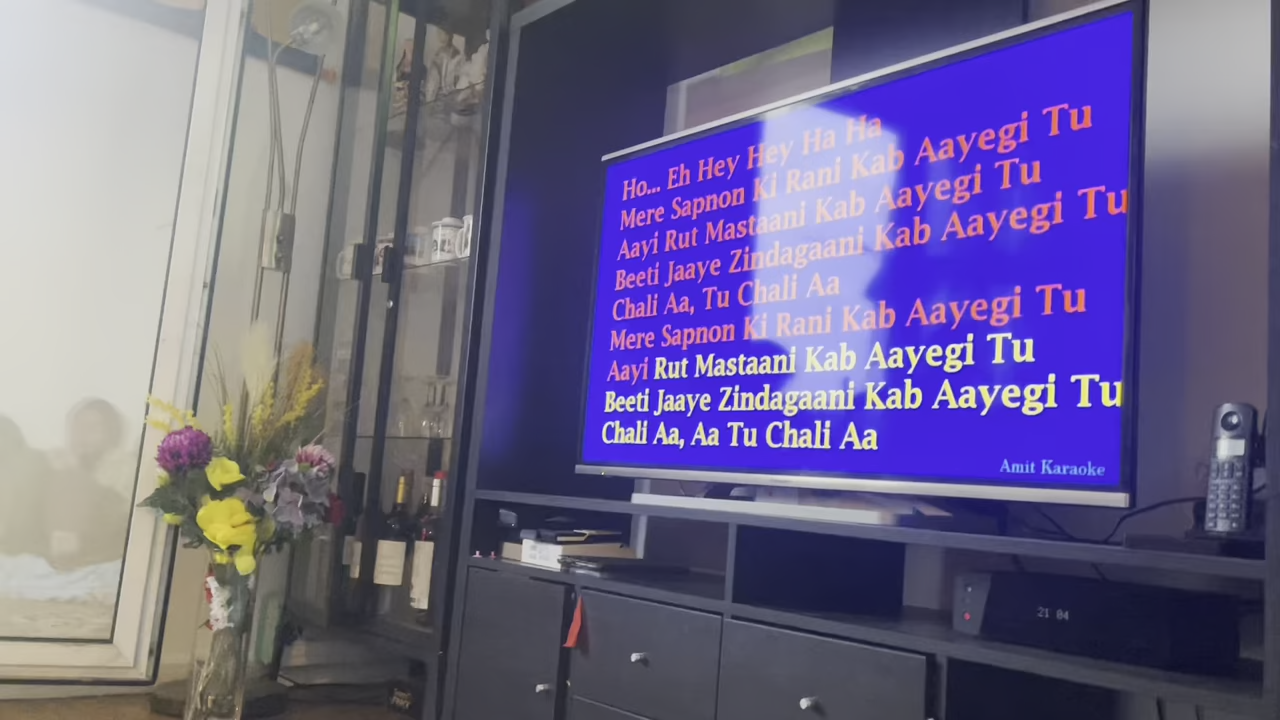 Ho... Eh Hey Hey Ha Ha
Mere Sapnon Ki Rani Kab Aayegi Tu
Aayi Rut Mastaani Kab Aayegi Tu
Beeti Jaaye Zindagaani Kab Aayegi Tu
Chali Aa, Tu Chali Aa
Mere Sapnon Ki Rani Kab Aayegi Tu
Aayi Rut Mastaani Kab Aayegi Tu
Beeti Jaaye Zindagaani Kab Aayegi Tu
Chali Aa, Aa Tu Chali Aa
Amit Karaoke
21 04